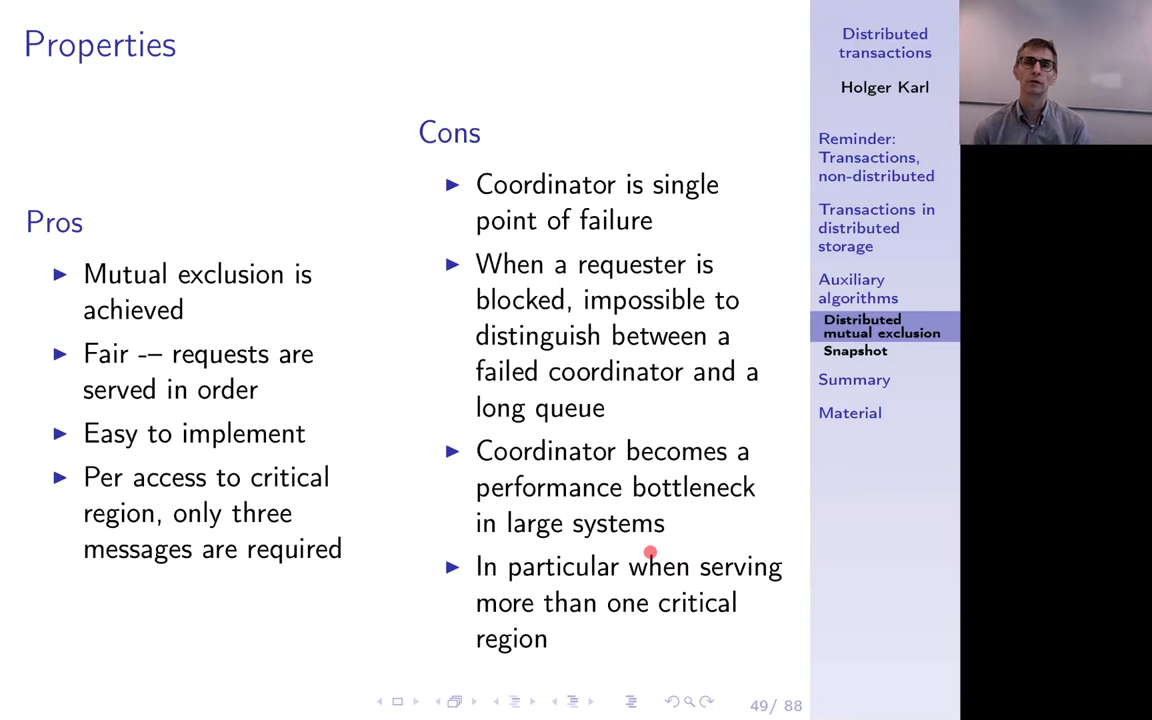 Properties
Pros
Mutual exclusion is
achieved
Fair -– requests are
served in order
Easy to implement
Per access to critical
region, only three
messages are required
Cons
Coordinator is single
point of failure
When a requester is
blocked, impossible to
distinguish between a
failed coordinator and a
long queue
Coordinator becomes a
performance bottleneck
in large systems
In particular when serving
more than one critical
region
49/ 88
Distributed
transactions
Holger Karl
Reminder:
Transactions,
non-distributed
Transactions in
distributed
storage
Auxiliary
algorithms
Distributed
mutual exclusion
Snapshot
Summary
Material